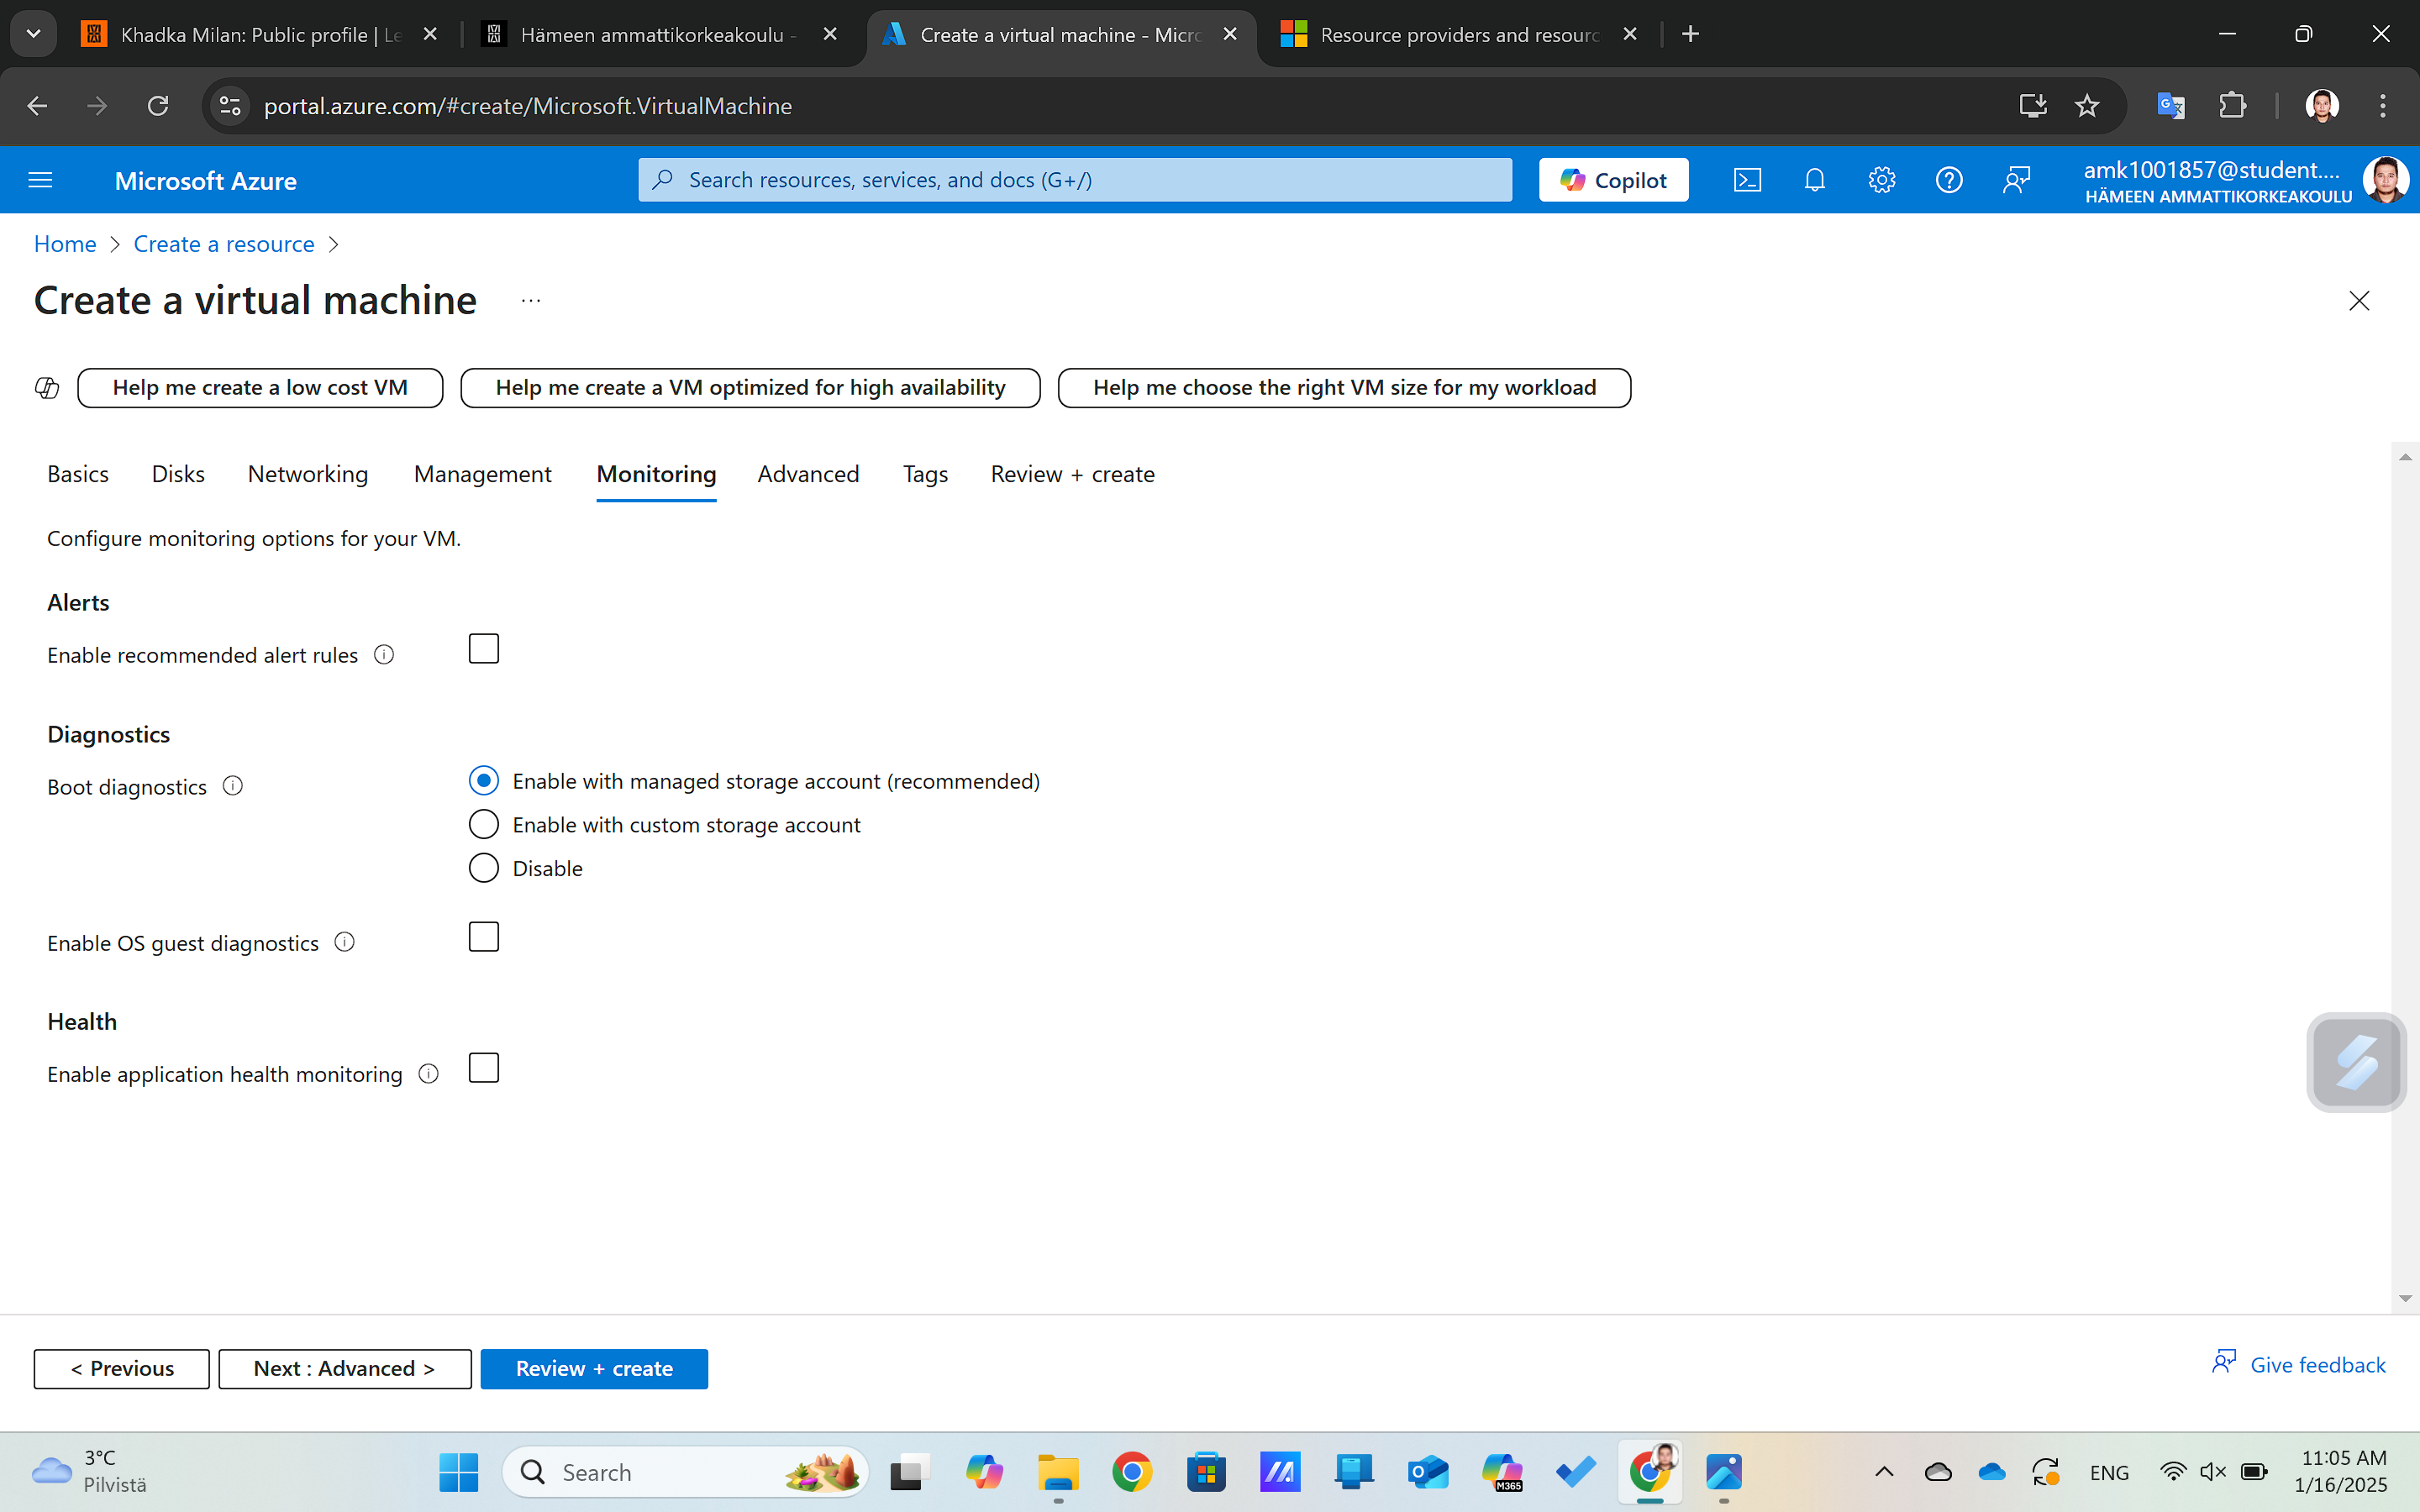 Khadka Milan: Public profile | Le
Hämeen ammattikorkeakoulu -
Create a virtual machine - Micro
Resource providers and resourc
portal.azure.com/#create/Microsoft.VirtualMachine
Microsoft Azure
Search resources, services, and docs (G+/)
Copilot
amk1001857@student....
HÄMEEN AMMATTIKORKEAKOULU
Home > Create a resource >
Create a virtual machine ...
Help me create a low cost VM
Help me create a VM optimized for high availability
Help me choose the right VM size for my workload
Basics Disks Networking Management Monitoring Advanced Tags Review + create
Configure monitoring options for your VM.
Alerts
Enable recommended alert rules
Diagnostics
Boot diagnostics
Enable with managed storage account (recommended)
Enable with custom storage account
Disable
Enable OS guest diagnostics
Health
Enable application health monitoring
< Previous
Next : Advanced >
Review + create
Give feedback
3°C
Pilvistä
Search
M365
ENG
11:05 AM
1/16/2025